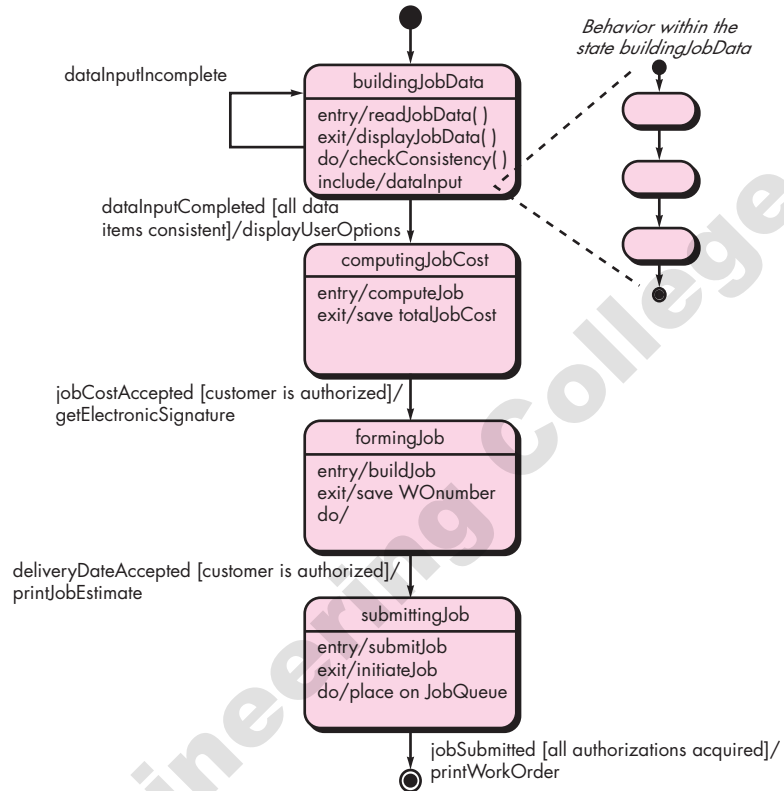 Behavior within the
state buildingJobData
dataInputIncomplete
buildingJobData
entry/readJobData( )
exit/displayJobData( )
do/checkConsistency( )
include/dataInput
dataInputCompleted [all data
items consistent]/displayUserOptions
computingJobCost
entry/computeJob
exit/save totalJobCost
jobCostAccepted [customer is authorized]/
getElectronicSignature
formingJob
entry/buildJob
exit/save WOnumber
do/
deliveryDateAccepted [customer is authorized]/
printJobEstimate
submittingJob
entry/submitJob
exit/initiateJob
do/place on JobQueue
jobSubmitted [all authorizations acquired]/
printWorkOrder
ineering College